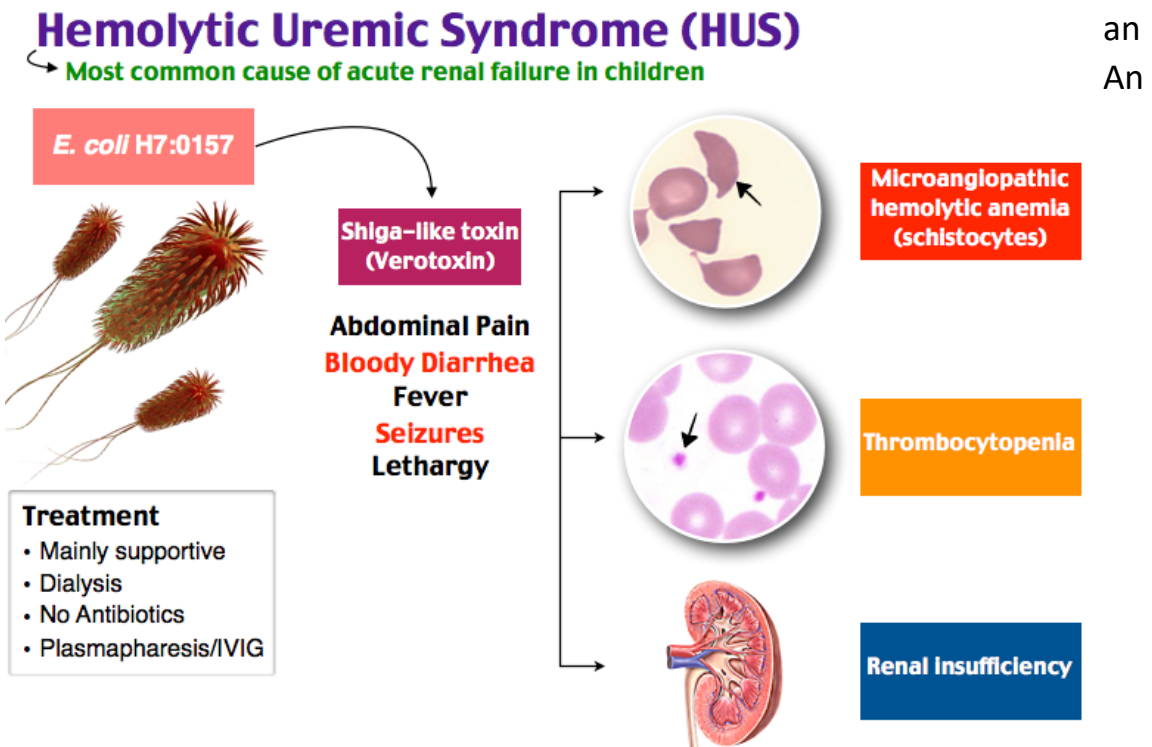 Hemolytic Uremic Syndrome (HUS)
Most common cause of acute renal failure in children
an
An
E. coli H7:0157
Shiga-like toxin
(Verotoxin)
Abdominal Pain
Bloody Diarrhea
Fever
Seizures
Lethargy
Treatment
• Mainly supportive
• Dialysis
• No Antibiotics
• Plasmapharesis/IVIG
Microangiopathic
hemolytic anemia
(schistocytes)
Thrombocytopenia
Renal insufficiency